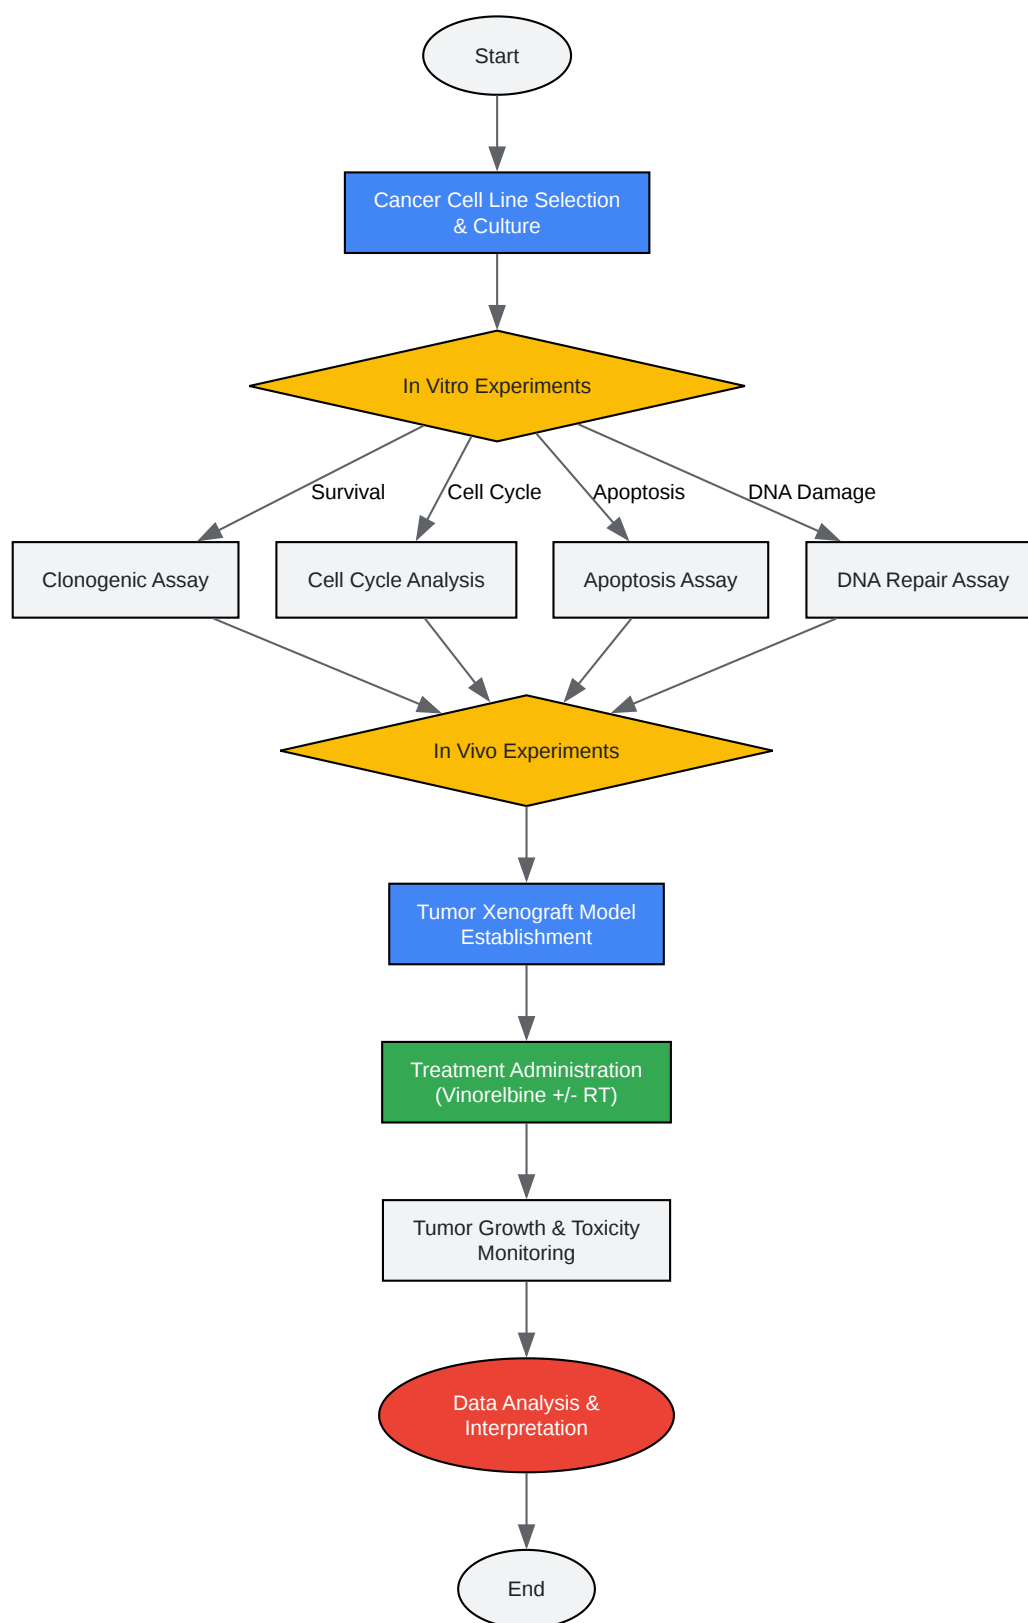 Start
Cancer Cell Line Selection
& Culture
In Vitro Experiments
Survival
Cell Cycle
Apoptosis
DNA Damage
Clonogenic Assay
Cell Cycle Analysis
Apoptosis Assay
DNA Repair Assay
In Vivo Experiments
Tumor Xenograft Model
Establishment
Treatment Administration
(Vinorelbine +/- RT)
Tumor Growth & Toxicity
Monitoring
Data Analysis &
Interpretation
End